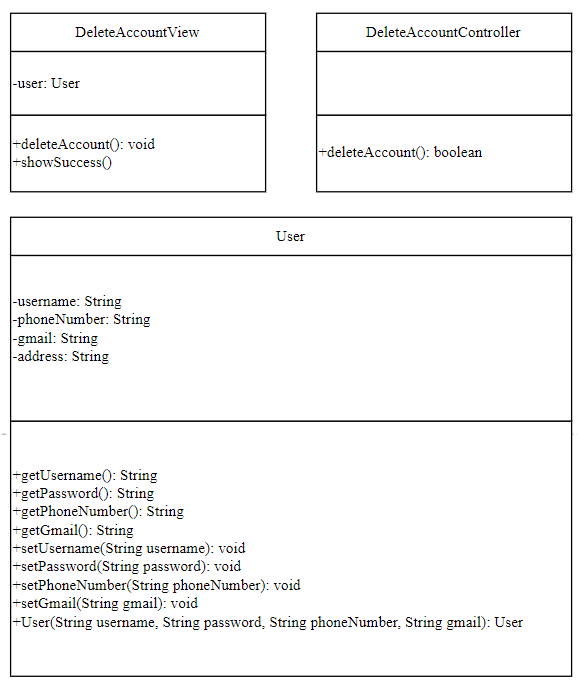 DeleteAccountView
-user: User
+deleteAccount(): void
+showSuccess()
DeleteAccountController
+deleteAccount(): boolean
User
-username: String
-phoneNumber: String
-gmail: String
-address: String
+getUsername(): String
+getPassword(): String
+getPhoneNumber(): String
+getGmail(): String
+setUsername(String username): void
+setPassword(String password): void
+setPhoneNumber(String phoneNumber): void
+setGmail(String gmail): void
+User(String username, String password, String phoneNumber, String gmail): User